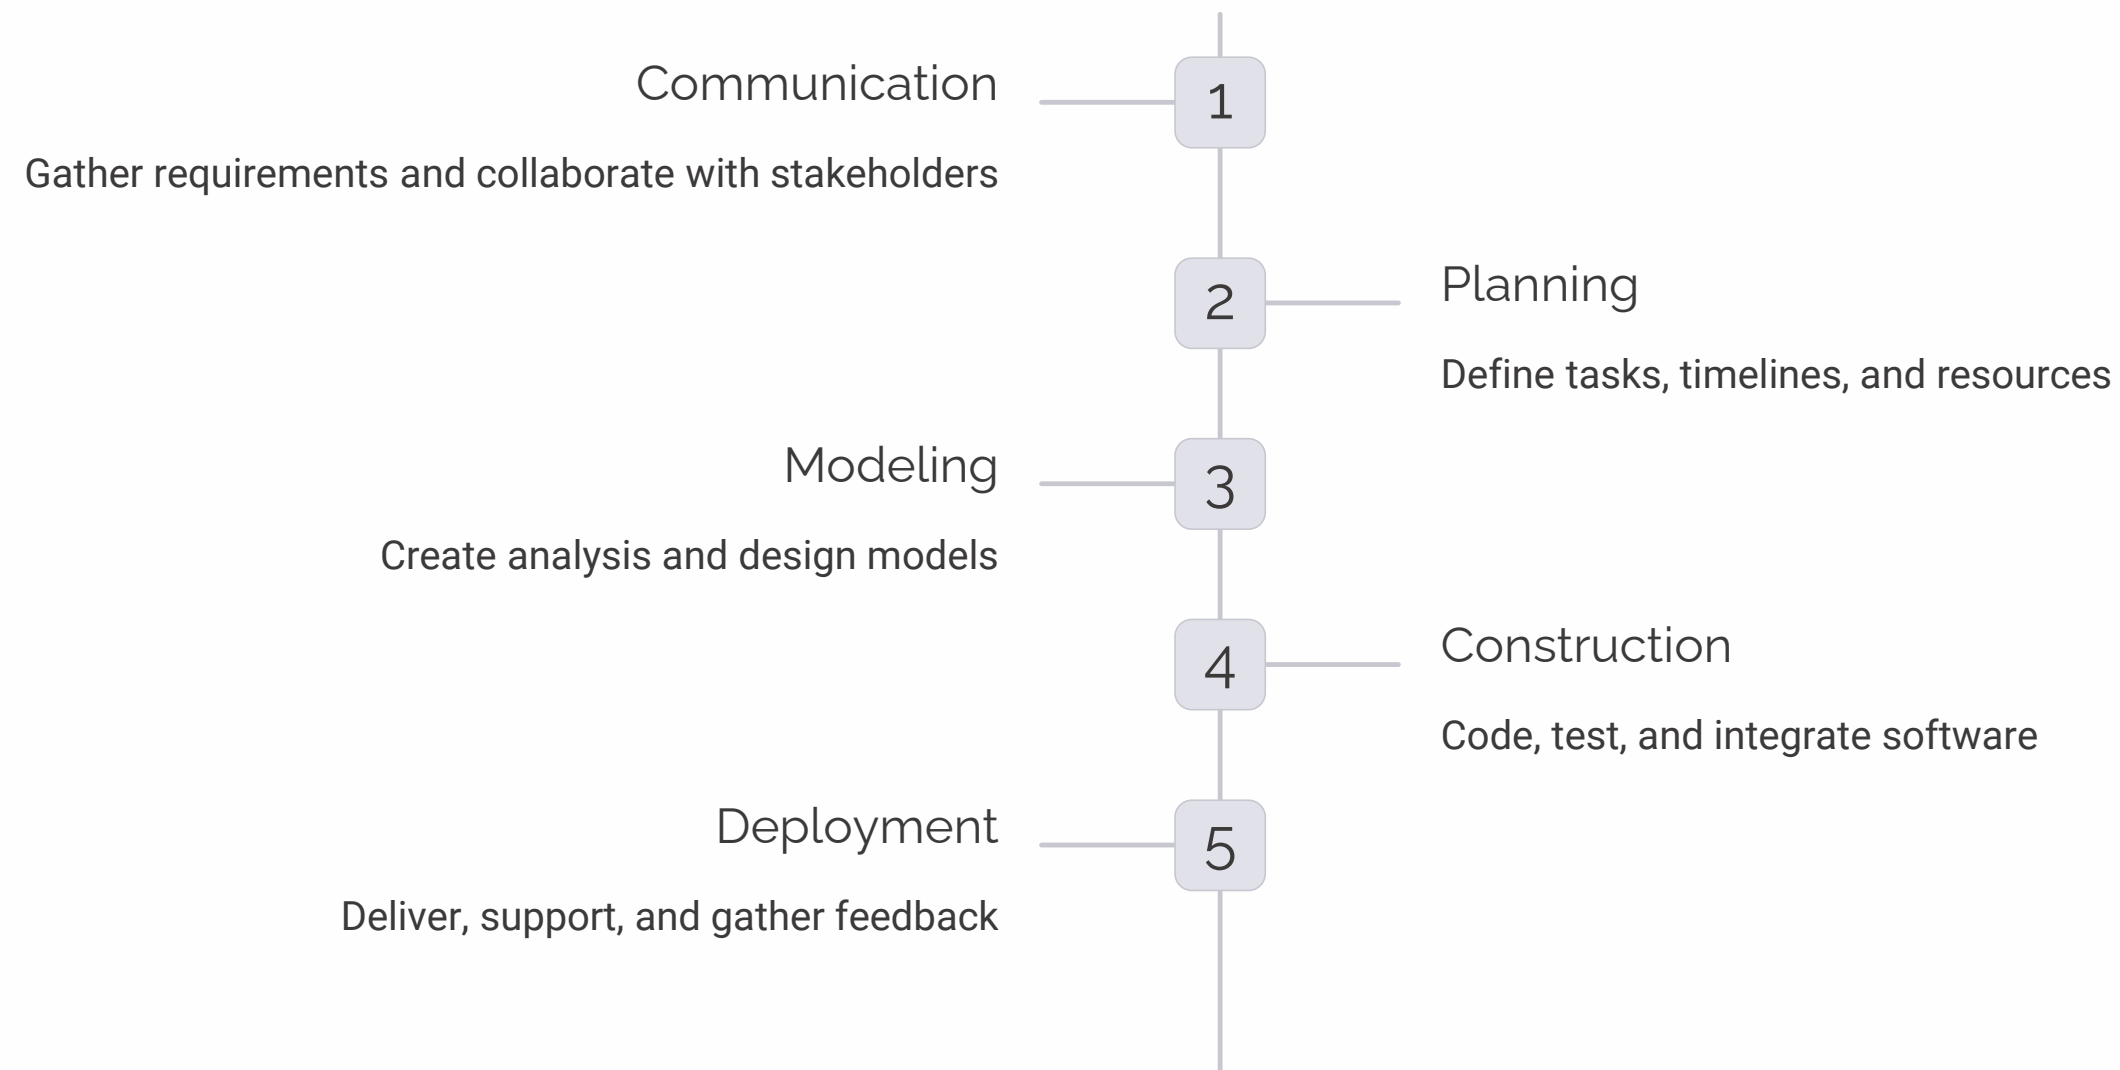 1
Communication
Gather requirements and collaborate with stakeholders
2
Planning
Define tasks, timelines, and resources
3
Modeling
Create analysis and design models
4
Construction
Code, test, and integrate software
5
Deployment
Deliver, support, and gather feedback